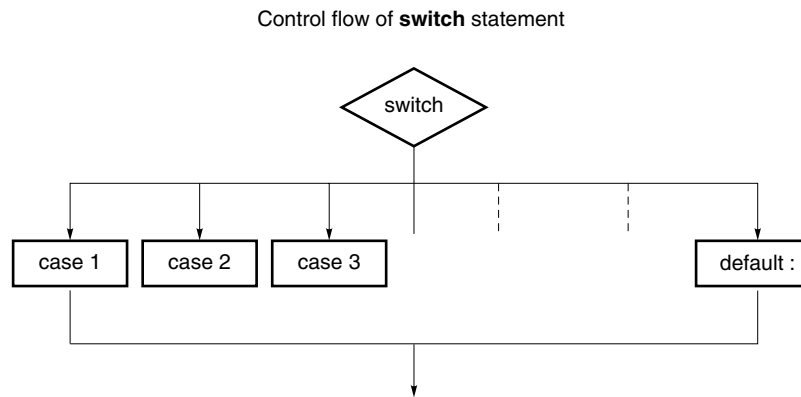 Control flow of switch statement
switch
case 1
case 2
case 3
default :